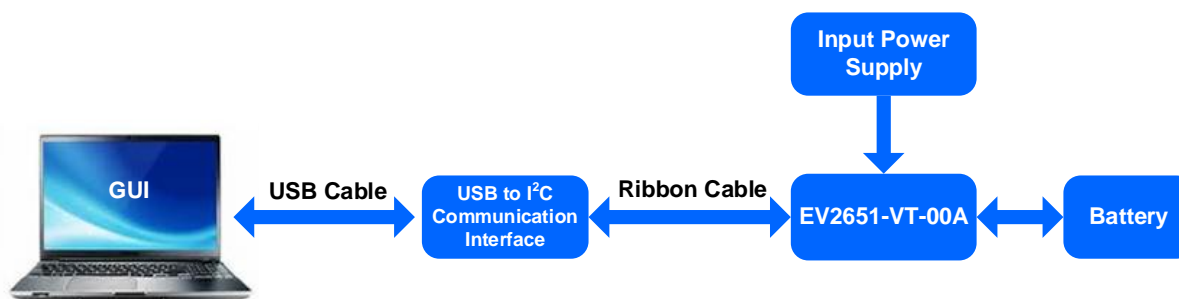 Input Power
Supply
GUI
USB Cable
USB to I²C
Communication
Interface
Ribbon Cable
EV2651-VT-00A
Battery